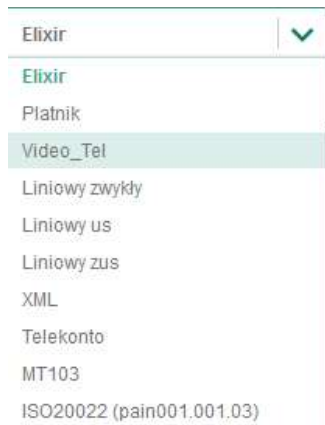 Elixir
Elixir
Płatnik
Video_Tel
Liniowy zwykły
Liniowy us
Liniowy zus
XML
Telekonto
MT103
ISO20022 (pain001.001.03)